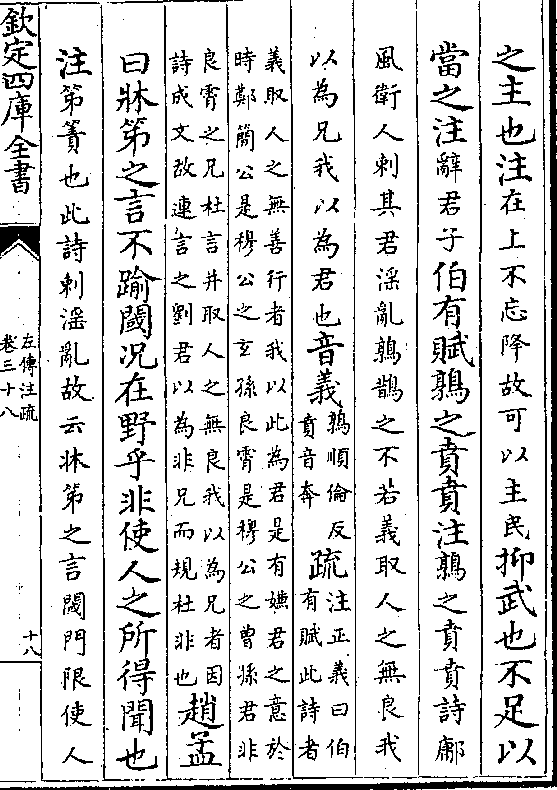 之主也注在上不忘降故可以主民抑武也不足以
當之注辭君子伯有賦鶉之賁賁注鶉之賁賁詩鄘
風衛人刺其君淫亂鶉鵲之不若義取人之無良我
以為兄我以為君也音義鶉順倫反賁音奔疏注正義曰伯有賦此詩者
義取人之無善行者我以此為君是有嫌君之意於
時鄭簡公是穆公之玄孫良霄是穆公之曾孫君非
良霄之兄杜言并取人之無良我以為兄者因
詩成文故連言之劉君以為非兄而規杜非也趙孟
曰牀笫之言不踰閾况在野乎非使人之所得聞也
注笫簀也此詩刺淫亂故云牀笫之言閾門限使人
欽定四庫全書
左傳注疏
卷三十八
十八